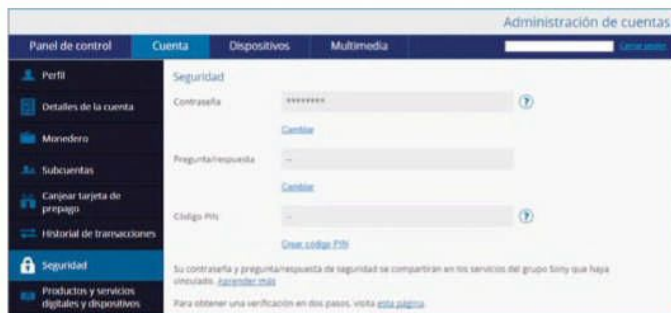 Administración de cuentas
Panel de control Cuenta Dispositivos Multimedia Cerrar sesión
Perfil
Detalles de la cuenta
Monedero
Subcuentas
Canjear tarjeta de
prepago
Historial de transacciones
Seguridad
Productos y servicios
digitales y dispositivos
Seguridad
Contraseña ******** ?
Cambiar
Pregunta/respuesta --
Cambiar
Código PIN -- ?
Crear código PIN
Su contraseña y pregunta/respuesta de seguridad se compartirán en los servicios del grupo Sony que haya
vinculado. Aprender más
Para obtener una verificación en dos pasos, visita esta página.